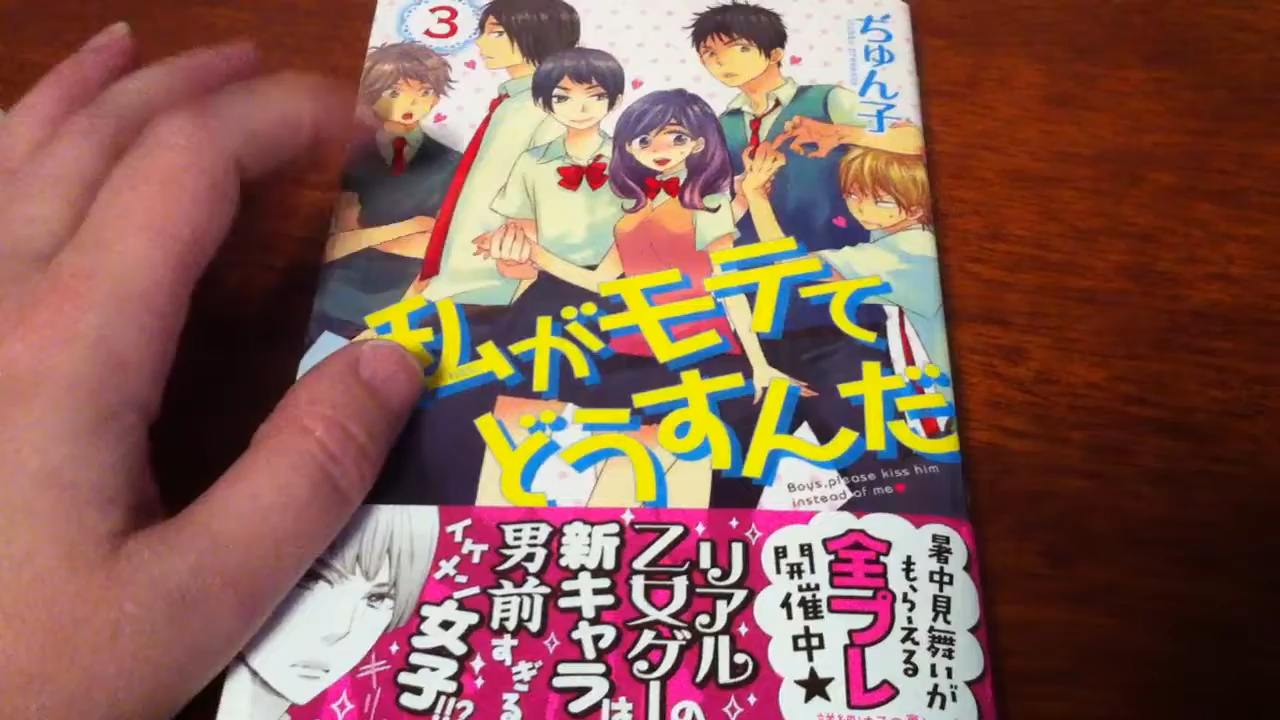 3
ぢゅん子
私がモテて
どうすんだ
Boys, please kiss him
instead of me
暑中見舞いが
もらえる
全プレ
開催中★
リアル
乙女ゲーの
新キャラは
男前すぎる
イケメン
女子!!?
キリ